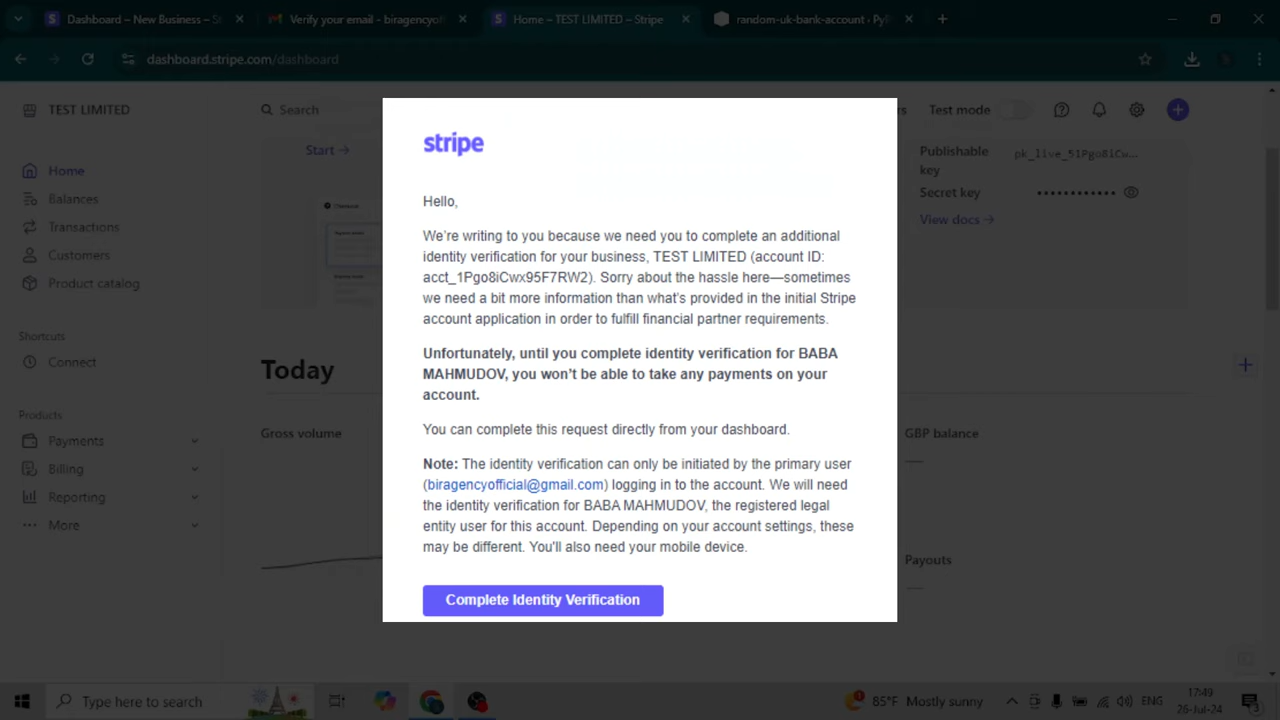 Dashboard – New Business – S
Verify your email - biragencyof
Home – TEST LIMITED – Stripe
random-uk-bank-account · Py
dashboard.stripe.com/dashboard
TEST LIMITED
Search
Test mode
Start →
Home
Balances
Transactions
Customers
Product catalog
Shortcuts
Connect
Products
Payments
Billing
Reporting
More
Today
Gross volume
stripe
Hello,
We're writing to you because we need you to complete an additional
identity verification for your business, TEST LIMITED (account ID:
acct_1Pgo8iCwx95F7RW2). Sorry about the hassle here—sometimes
we need a bit more information than what's provided in the initial Stripe
account application in order to fulfill financial partner requirements.
Unfortunately, until you complete identity verification for BABA
MAHMUDOV, you won't be able to take any payments on your
account.
You can complete this request directly from your dashboard.
Note: The identity verification can only be initiated by the primary user
(biragencyofficial@gmail.com) logging in to the account. We will need
the identity verification for BABA MAHMUDOV, the registered legal
entity user for this account. Depending on your account settings, these
may be different. You'll also need your mobile device.
Complete Identity Verification
Publishable
key
pk_live_51Pgo8iCw…
Secret key
View docs →
GBP balance
Payouts
Type here to search
85°F Mostly sunny
ENG
17:49
26-Jul-24